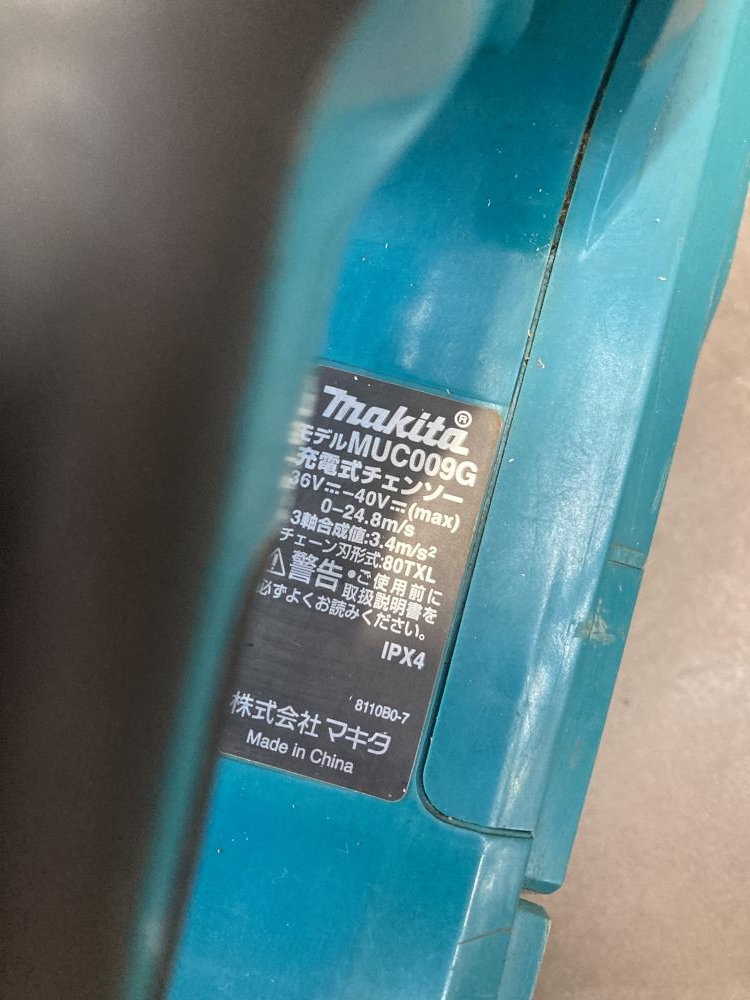 makita®
モデルMUC009G
充電式チェンソー
36V⎓-40V⎓(max)
0-24.8m/s
3軸合成値:3.4m/s²
チェーン刃形式:80TXL
⚠警告・ご使用前に
取扱説明書を
必ずよくお読みください。
IPX4
8110B0-7
株式会社マキタ
Made in China